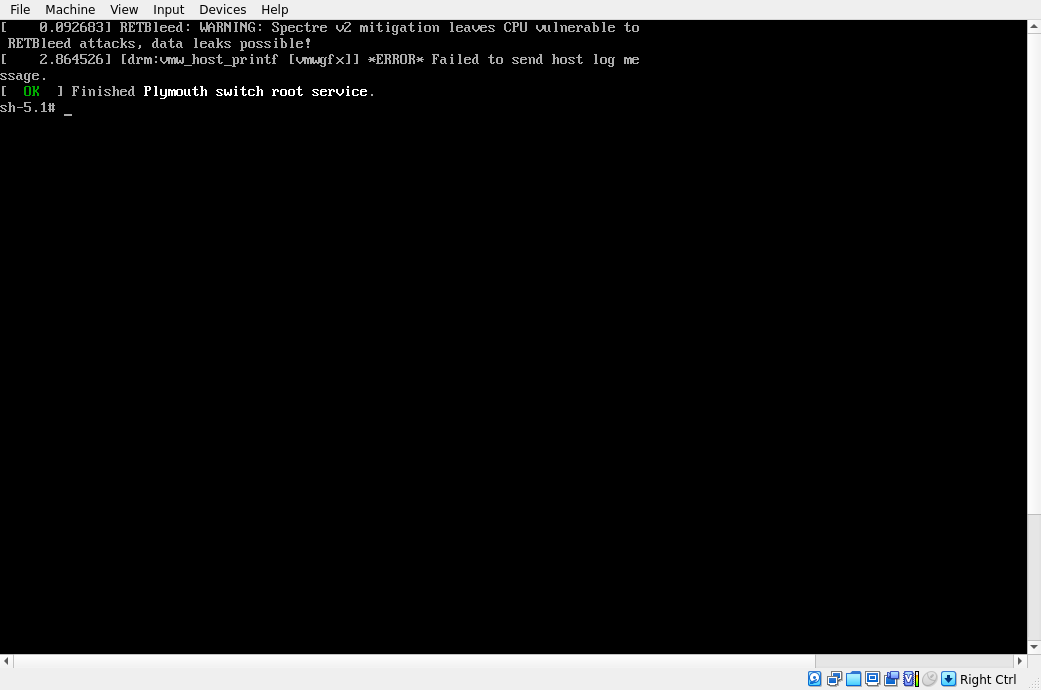 File Machine View Input Devices Help
[    0.092683] RETBleed: WARNING: Spectre v2 mitigation leaves CPU vulnerable to
 RETBleed attacks, data leaks possible!
[    2.864526] [drm:vmw_host_printf [vmwgfx]] *ERROR* Failed to send host log me
ssage.
[  OK  ] Finished Plymouth switch root service.
sh-5.1# _
Right Ctrl